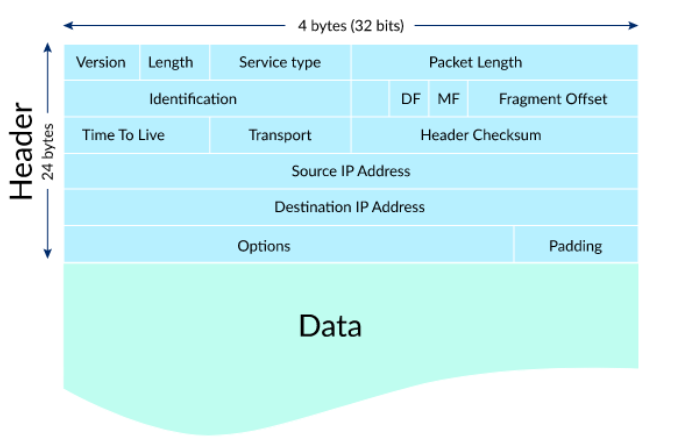 4 bytes (32 bits)
Version Length Service type Packet Length
Identification DF MF Fragment Offset
Time To Live Transport Header Checksum
Source IP Address
Destination IP Address
Options Padding
Header
24 bytes
Data